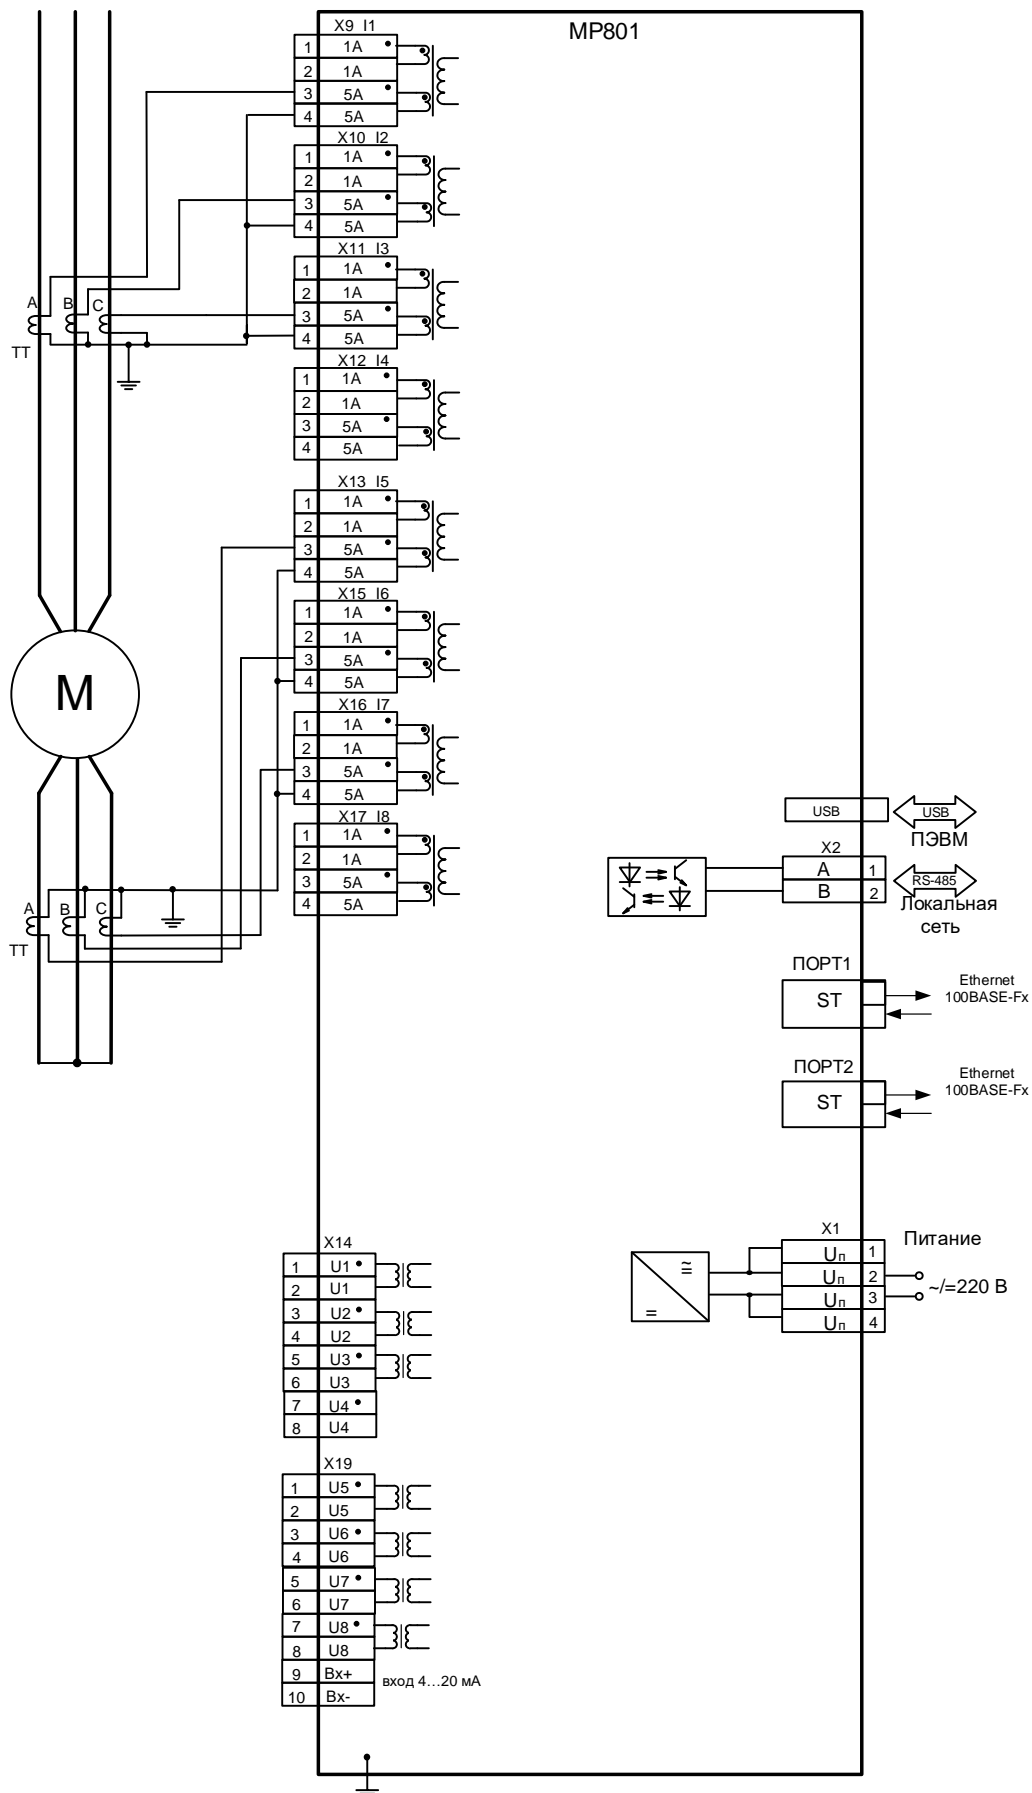 МР801
X9 I1
1 1A
2 1A
3 5A
4 5A
X10 I2
1 1A
2 1A
3 5A
4 5A
X11 I3
1 1A
2 1A
3 5A
4 5A
A B C
ТТ
X12 I4
1 1A
2 1A
3 5A
4 5A
X13 I5
1 1A
2 1A
3 5A
4 5A
X15 I6
1 1A
2 1A
3 5A
4 5A
М
X16 I7
1 1A
2 1A
3 5A
4 5A
X17 I8
1 1A
2 1A
3 5A
4 5A
A B C
ТТ
USB
USB
ПЭВМ
X2
A 1
B 2
RS-485
Локальная
сеть
ПОРТ1
ST
Ethernet
100BASE-Fx
ПОРТ2
ST
Ethernet
100BASE-Fx
X1
Uп 1
Uп 2
Uп 3
Uп 4
Питание
~/=220 В
X14
1 U1
2 U1
3 U2
4 U2
5 U3
6 U3
7 U4
8 U4
X19
1 U5
2 U5
3 U6
4 U6
5 U7
6 U7
7 U8
8 U8
9 Вх+
10 Вх-
вход 4…20 мА